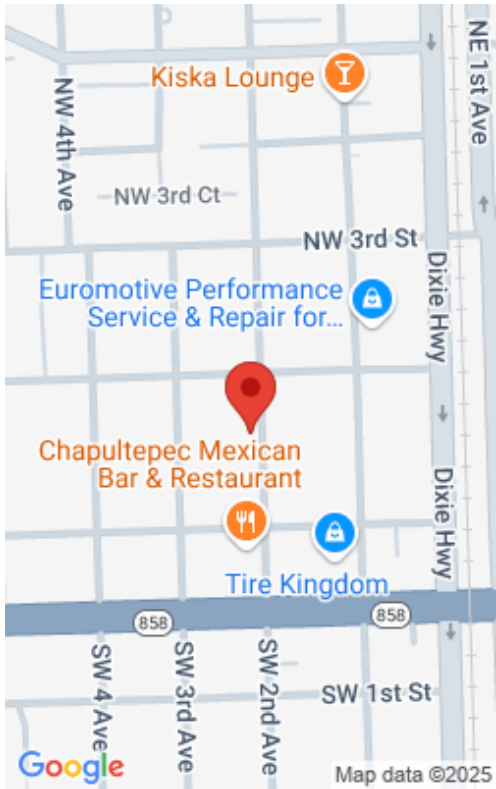 NE 1st Ave
Kiska Lounge
NW 4th Ave
NW 3rd Ct
NW 3rd St
Dixie Hwy
Euromotive Performance
Service & Repair for...
Chapultepec Mexican
Bar & Restaurant
Dixie Hwy
Tire Kingdom
858
858
SW 4 Ave
SW 3rd Ave
SW 2nd Ave
SW 1st St
Google
Map data ©2025